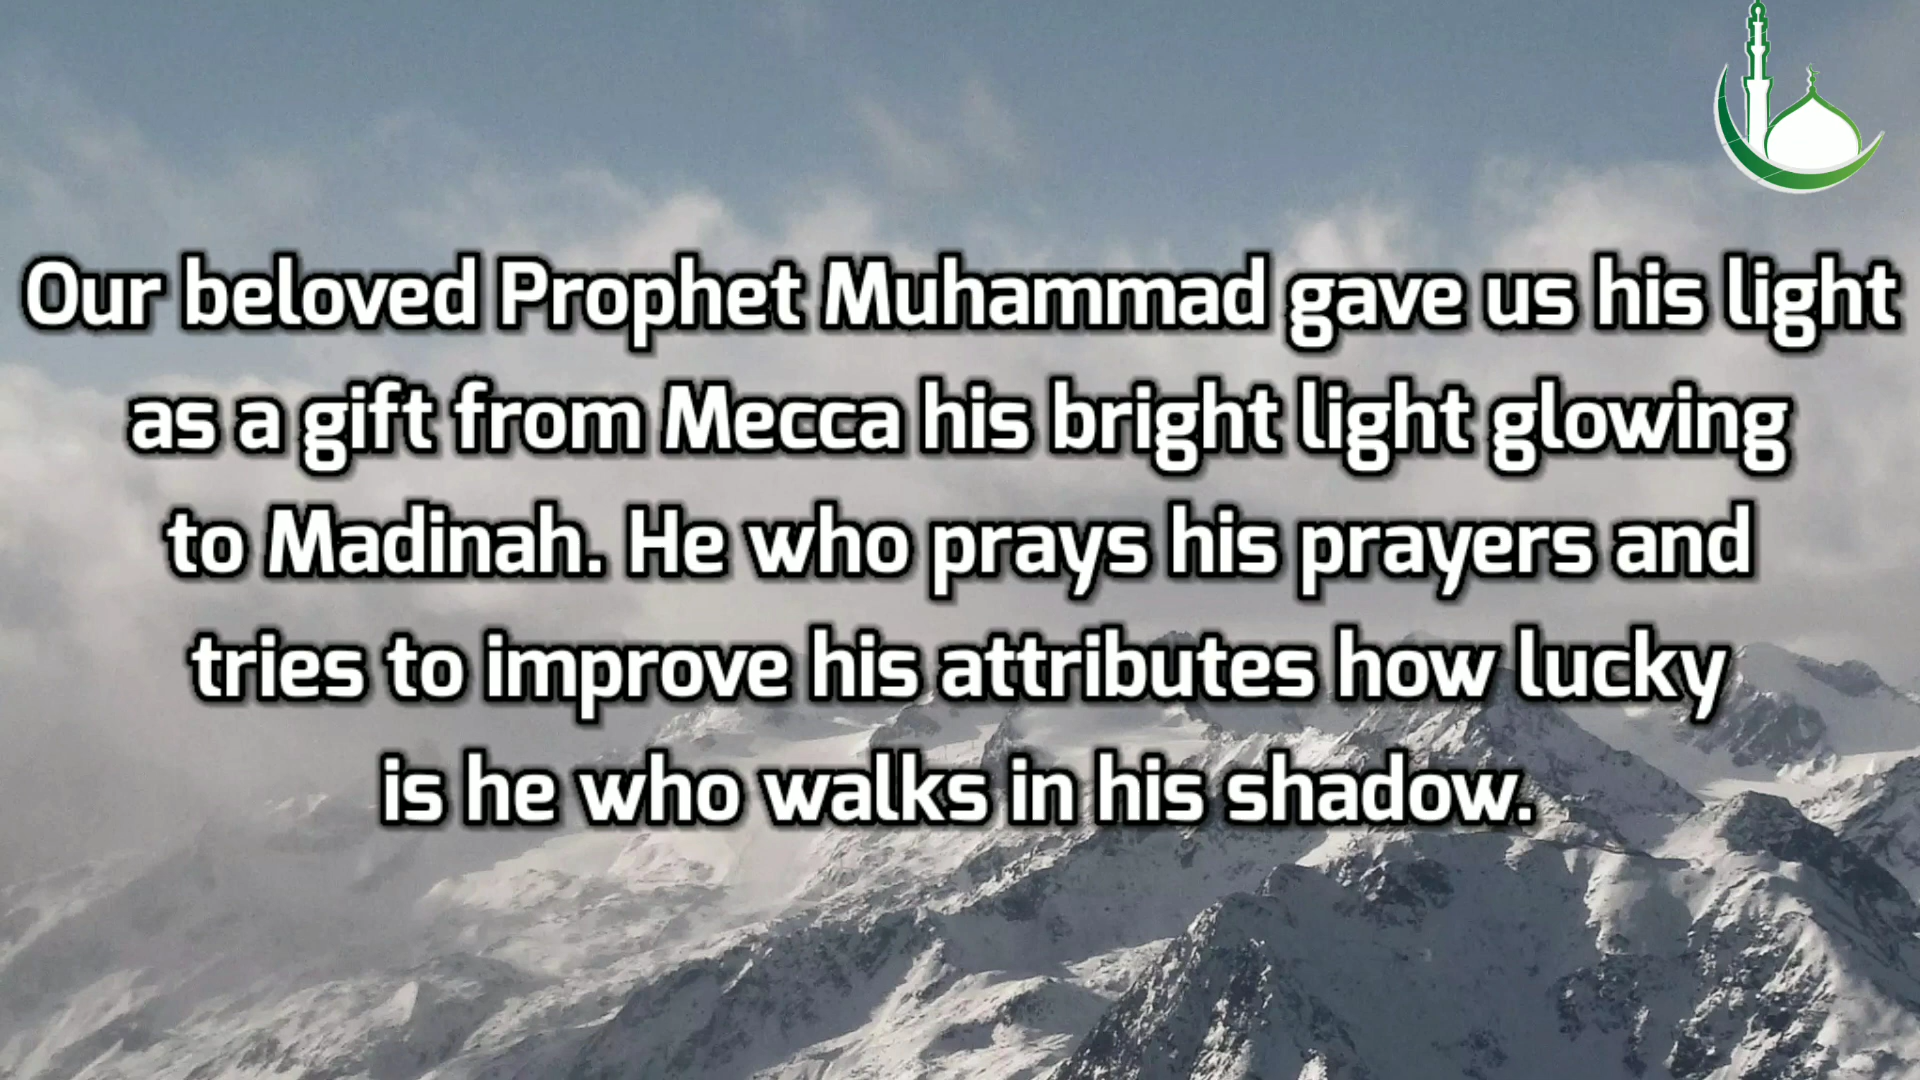 Our beloved Prophet Muhammad gave us his light
as a gift from Mecca his bright light glowing
to Madinah. He who prays his prayers and
tries to improve his attributes how lucky
is he who walks in his shadow.